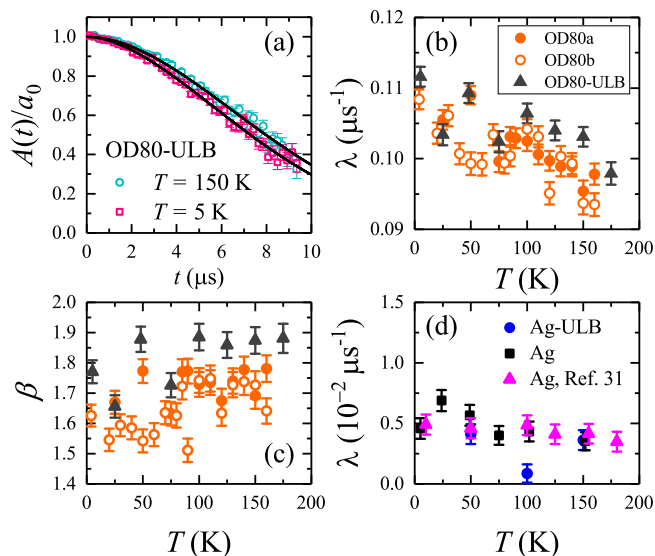 (a)
A(t)/a₀
1.0
0.8
0.6
0.4
0.2
0.0
OD80-ULB
T = 150 K
T = 5 K
0 2 4 6 8 10
t (μs)
(b)
λ (μs⁻¹)
0.12
0.11
0.10
0.09
OD80a
OD80b
OD80-ULB
0 50 100 150 200
T (K)
(c)
β
2.0
1.9
1.8
1.7
1.6
1.5
1.4
0 50 100 150 200
T (K)
(d)
λ (10⁻² μs⁻¹)
1.5
1.0
0.5
0.0
Ag-ULB
Ag
Ag, Ref. 31
0 50 100 150 200
T (K)